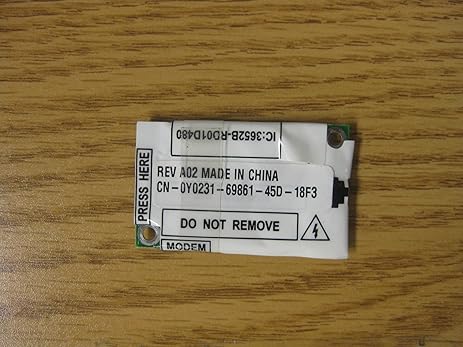 IC:3652B-RD01D480
PRESS HERE
REV A02 MADE IN CHINA
CN-0Y0231-69861-45D-18F3
DO NOT REMOVE
MODEM